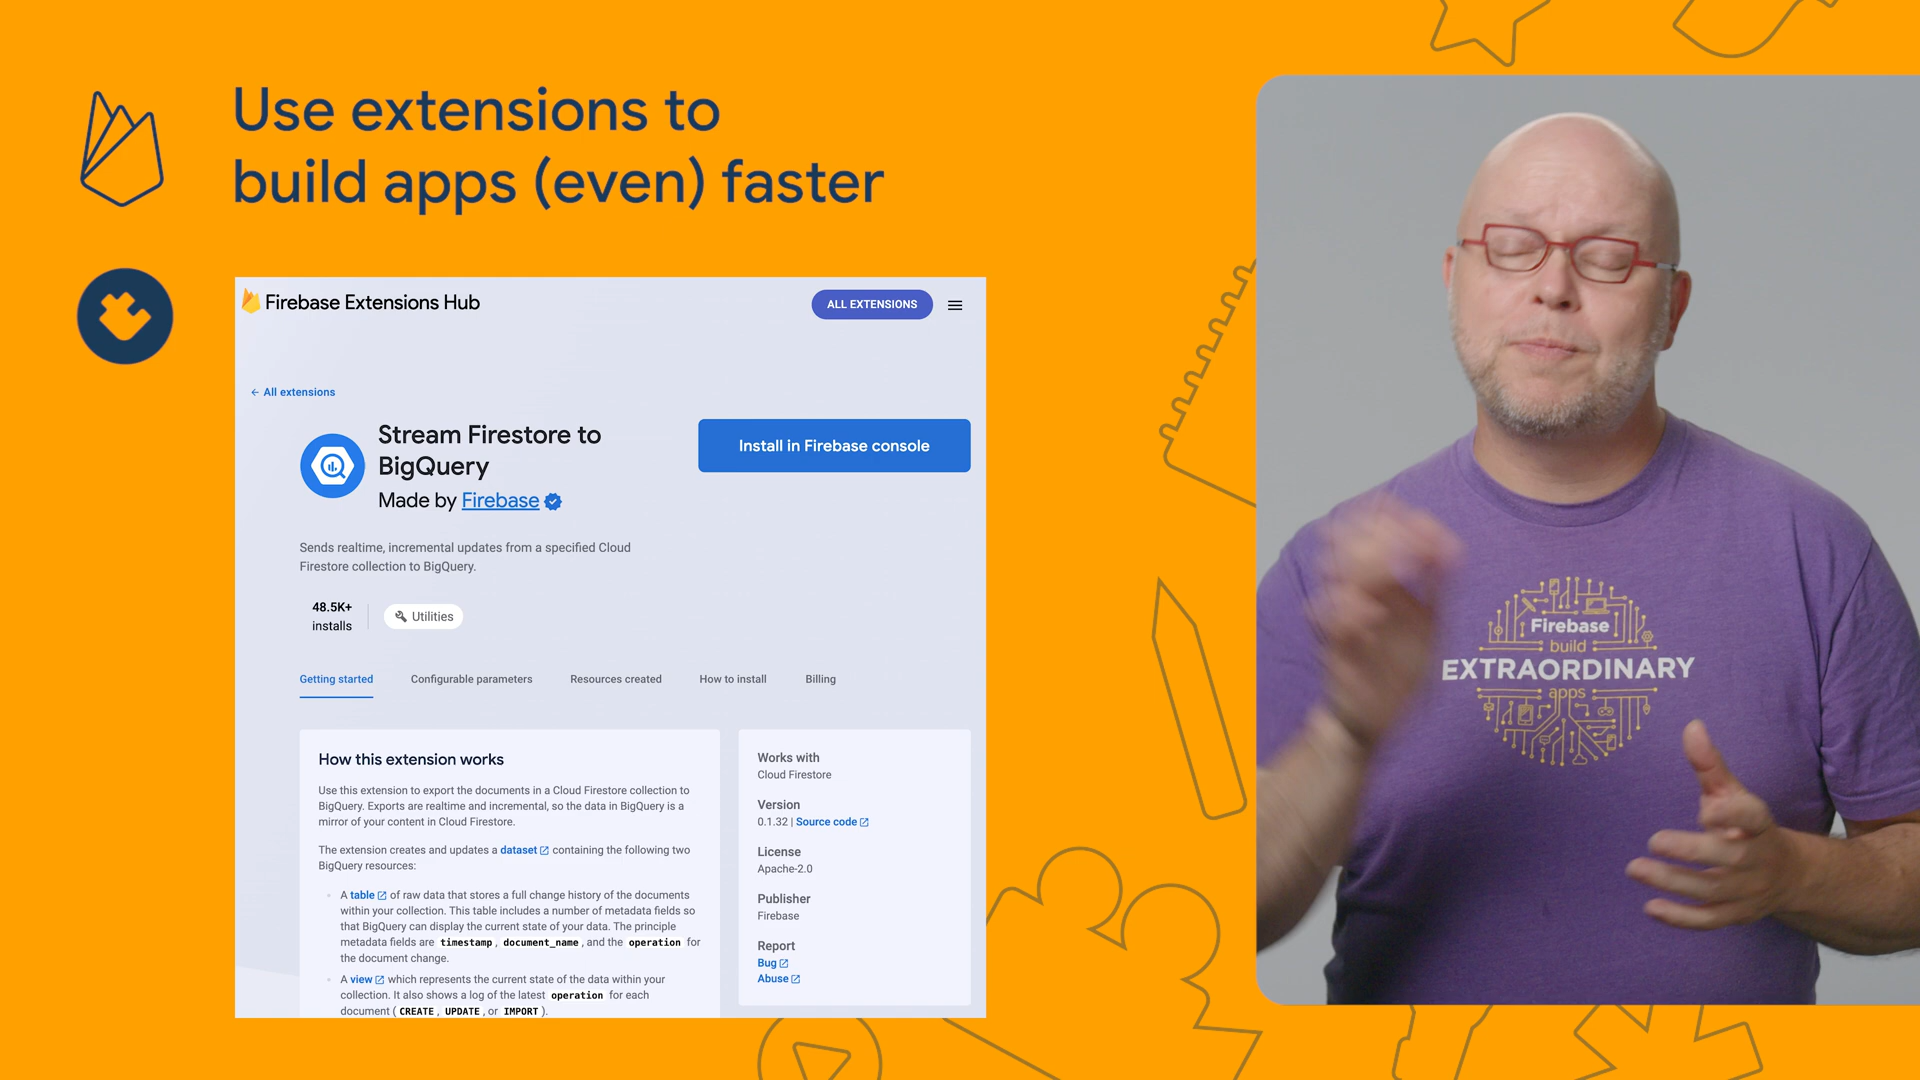 Use extensions to
build apps (even) faster
Firebase Extensions Hub
ALL EXTENSIONS
← All extensions
Stream Firestore to
BigQuery
Made by Firebase
Install in Firebase console
Sends realtime, incremental updates from a specified Cloud
Firestore collection to BigQuery.
48.5K+
installs
Utilities
Getting started
Configurable parameters
Resources created
How to install
Billing
How this extension works
Use this extension to export the documents in a Cloud Firestore collection to
BigQuery. Exports are realtime and incremental, so the data in BigQuery is a
mirror of your content in Cloud Firestore.
The extension creates and updates a dataset containing the following two
BigQuery resources:
• A table of raw data that stores a full change history of the documents
within your collection. This table includes a number of metadata fields so
that BigQuery can display the current state of your data. The principle
metadata fields are timestamp, document_name, and the operation for
the document change.
• A view which represents the current state of the data within your
collection. It also shows a log of the latest operation for each
document (CREATE, UPDATE, or IMPORT).
Works with
Cloud Firestore
Version
0.1.32 | Source code
License
Apache-2.0
Publisher
Firebase
Report
Bug
Abuse
Firebase
build
EXTRAORDINARY
apps